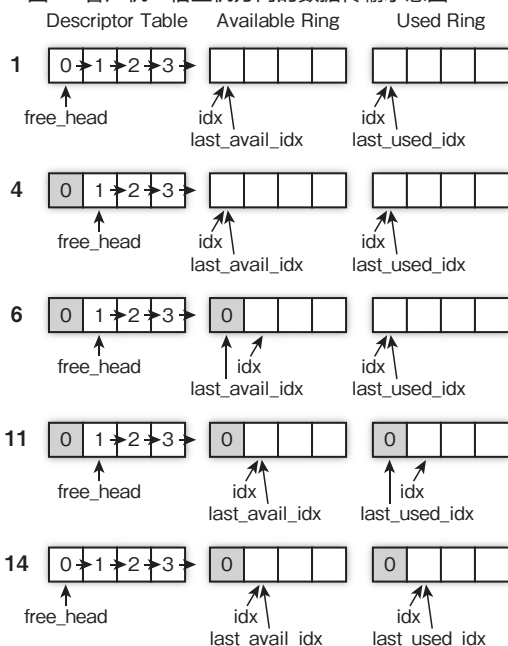 Descriptor Table Available Ring Used Ring
1 0 1 2 3
free_head idx idx
last_avail_idx last_used_idx
4 0 1 2 3
free_head idx idx
last_avail_idx last_used_idx
6 0 1 2 3 0
free_head idx idx
last_avail_idx last_used_idx
11 0 1 2 3 0 0
free_head idx idx
last_avail_idx last_used_idx
14 0 1 2 3 0 0
free_head idx idx
last avail idx last used idx